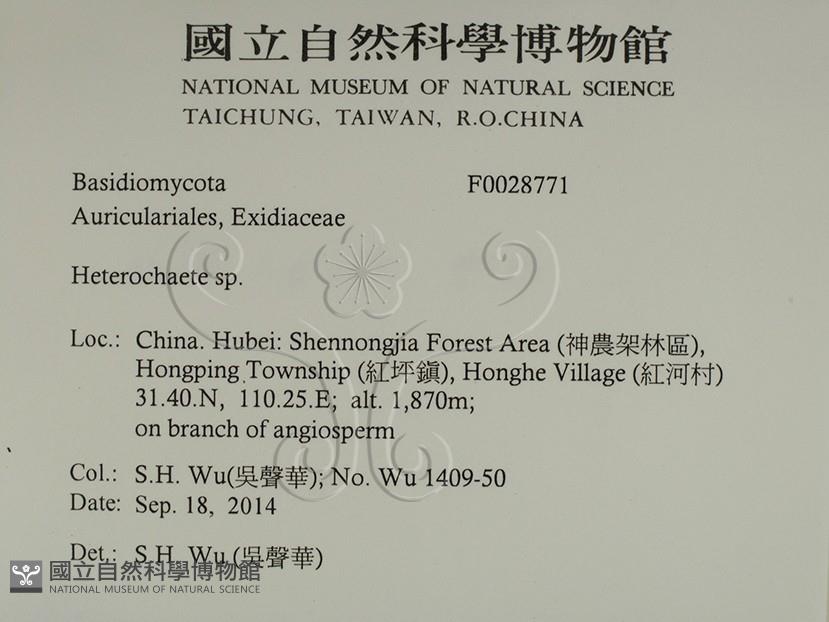 國立自然科學博物館
NATIONAL MUSEUM OF NATURAL SCIENCE
TAICHUNG, TAIWAN, R.O.CHINA
Basidiomycota F0028771
Auriculariales, Exidiaceae
Heterochaete sp.
Loc.: China. Hubei: Shennongjia Forest Area (神農架林區),
Hongping Township (紅坪鎮), Honghe Village (紅河村)
31.40.N, 110.25.E; alt. 1,870m;
on branch of angiosperm
Col.: S.H. Wu(吳聲華); No. Wu 1409-50
Date: Sep. 18, 2014
Det.: S.H. Wu (吳聲華)
國立自然科學博物館
NATIONAL MUSEUM OF NATURAL SCIENCE